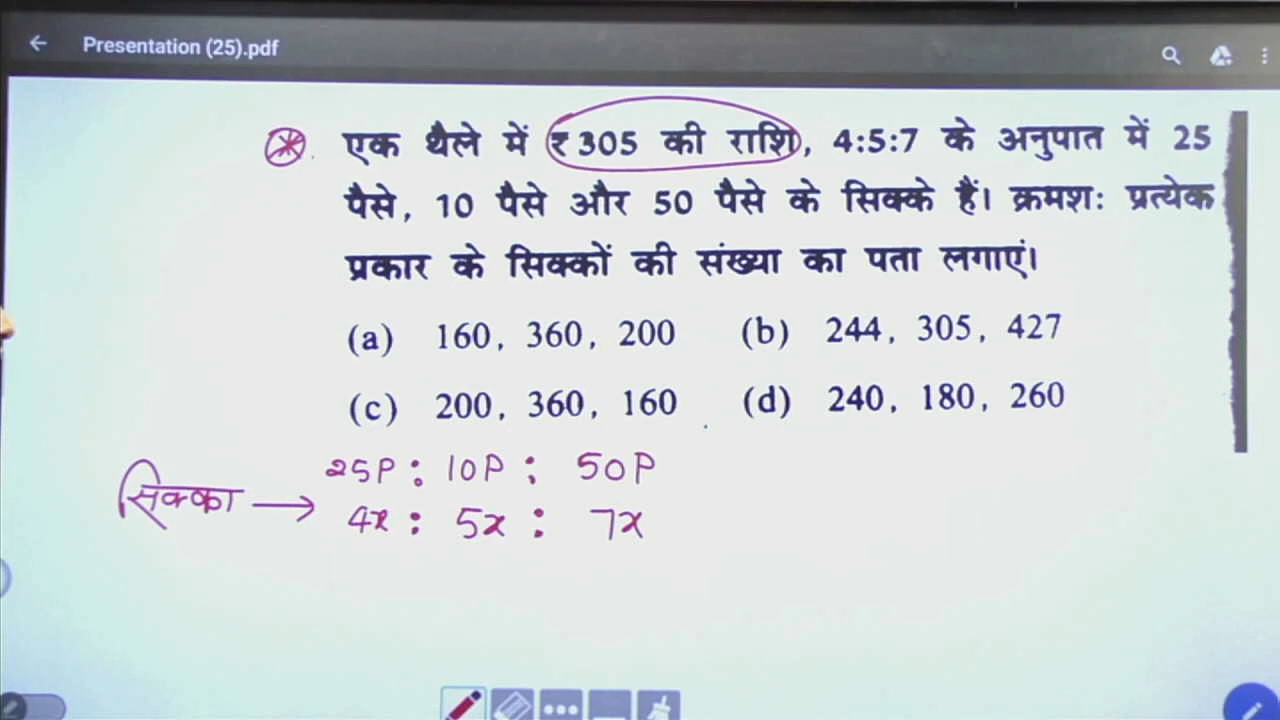 Presentation (25).pdf
एक थैले में ₹305 की राशि, 4:5:7 के अनुपात में 25
पैसे, 10 पैसे और 50 पैसे के सिक्के हैं। क्रमशः प्रत्येक
प्रकार के सिक्कों की संख्या का पता लगाएं।
(a) 160, 360, 200 (b) 244, 305, 427
(c) 200, 360, 160 (d) 240, 180, 260
25P : 10P : 50P
सिक्का → 4x : 5x : 7x